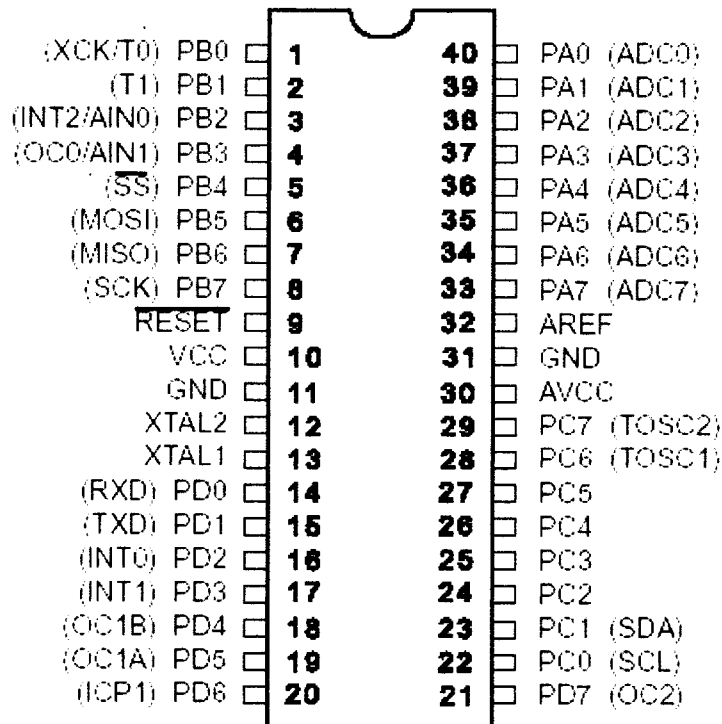 (XCK/T0) PB0 1 40 PA0 (ADC0)
(T1) PB1 2 39 PA1 (ADC1)
(INT2/AIN0) PB2 3 38 PA2 (ADC2)
(OC0/AIN1) PB3 4 37 PA3 (ADC3)
(SS) PB4 5 36 PA4 (ADC4)
(MOSI) PB5 6 35 PA5 (ADC5)
(MISO) PB6 7 34 PA6 (ADC6)
(SCK) PB7 8 33 PA7 (ADC7)
RESET 9 32 AREF
VCC 10 31 GND
GND 11 30 AVCC
XTAL2 12 29 PC7 (TOSC2)
XTAL1 13 28 PC6 (TOSC1)
(RXD) PD0 14 27 PC5
(TXD) PD1 15 26 PC4
(INT0) PD2 16 25 PC3
(INT1) PD3 17 24 PC2
(OC1B) PD4 18 23 PC1 (SDA)
(OC1A) PD5 19 22 PC0 (SCL)
(ICP1) PD6 20 21 PD7 (OC2)